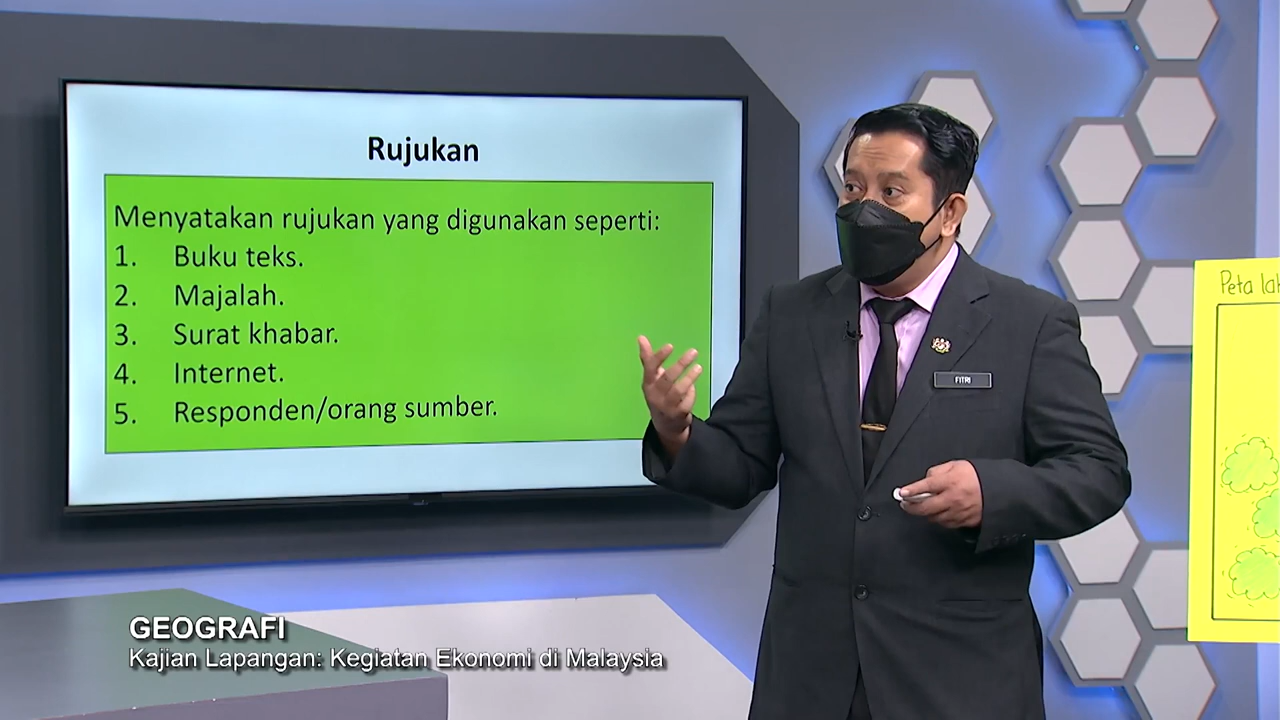 Rujukan
Menyatakan rujukan yang digunakan seperti:
1. Buku teks.
2. Majalah.
3. Surat khabar.
4. Internet.
5. Responden/orang sumber.
FITRI
Peta
GEOGRAFI
Kajian Lapangan: Kegiatan Ekonomi di Malaysia